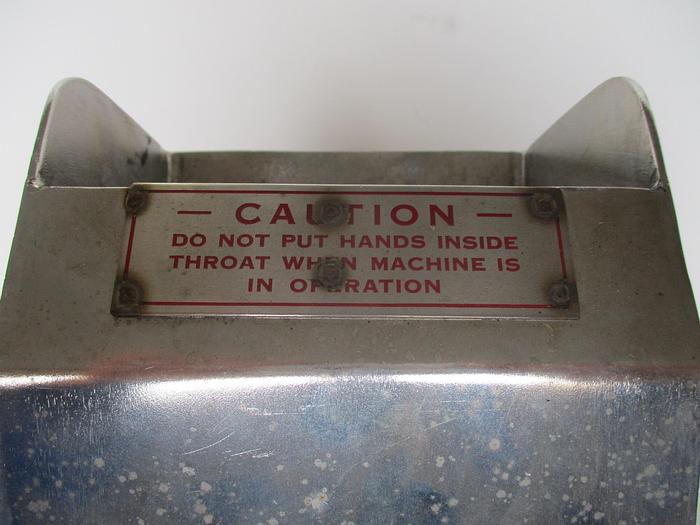 — CAUTION —
DO NOT PUT HANDS INSIDE
THROAT WHEN MACHINE IS
IN OPERATION